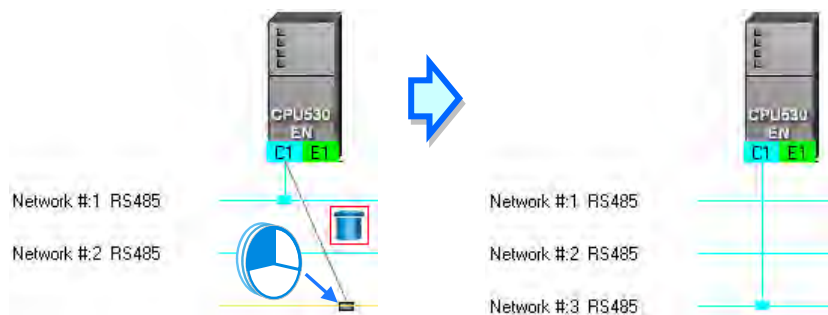 CPU530
EN
C1 E1
Network #:1 RS485
Network #:2 RS485
CPU530
EN
C1 E1
Network #:1 RS485
Network #:2 RS485
Network #:3 RS485